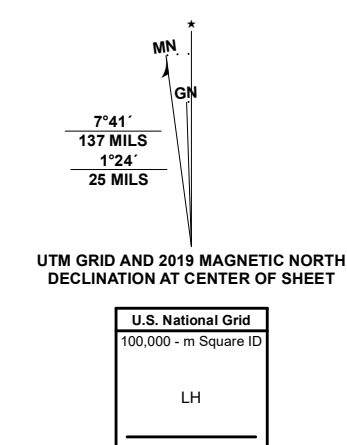 MN
GN
7°41´
137 MILS
1°24´
25 MILS
UTM GRID AND 2019 MAGNETIC NORTH
DECLINATION AT CENTER OF SHEET
U.S. National Grid
100,000 - m Square ID
LH